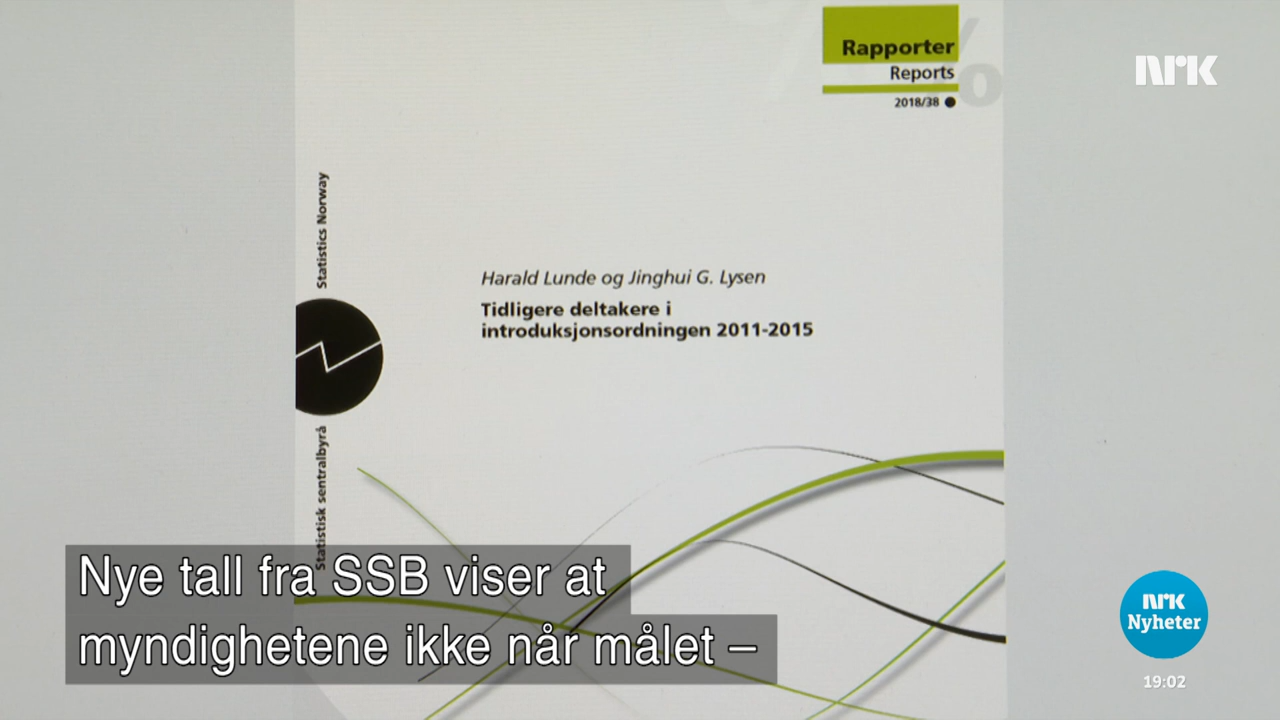 Rapporter
Reports
2018/38
NRK
Statistics Norway
Harald Lunde og Jinghui G. Lysen
Tidligere deltakere i
introduksjonsordningen 2011-2015
Statistisk sentralbyrå
Nye tall fra SSB viser at
myndighetene ikke når målet –
NRK
Nyheter
19:02